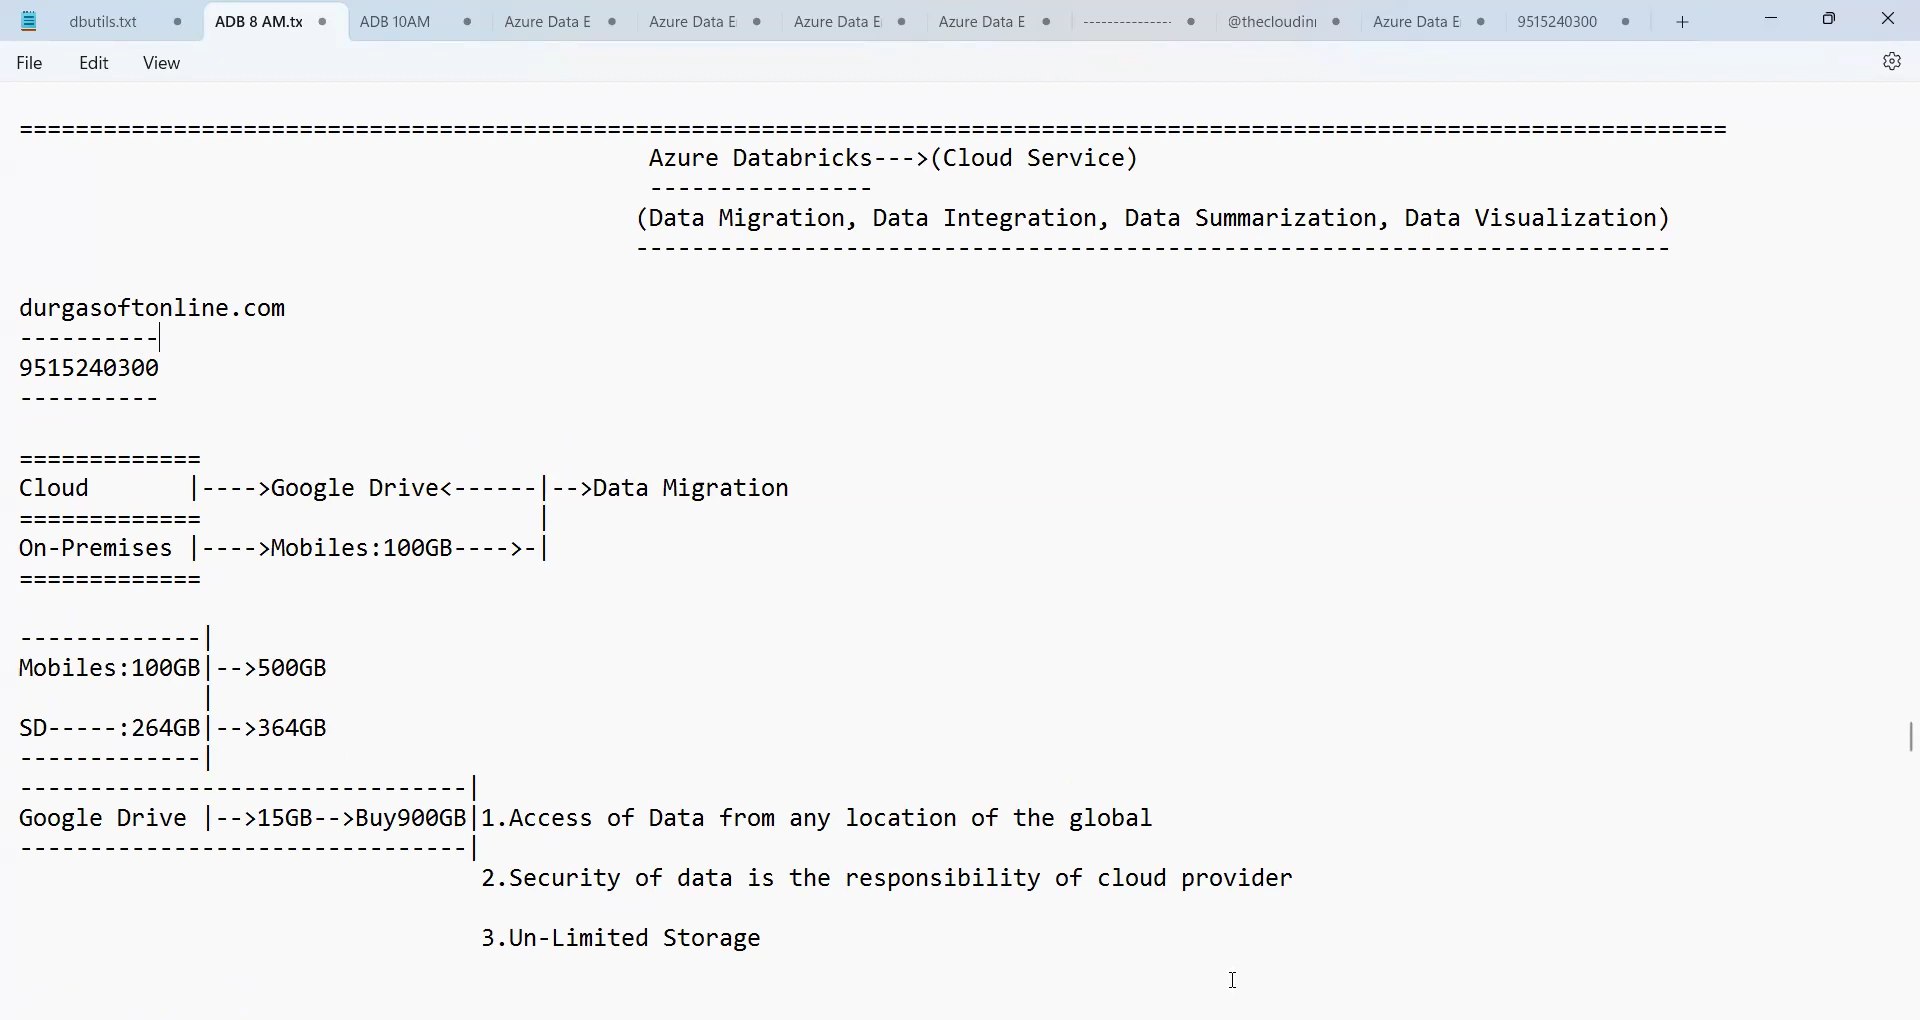 dbutils.txt ADB 8 AM.tx ADB 10AM Azure Data E Azure Data E Azure Data E Azure Data E --------------- @thecloudin Azure Data E 9515240300
File Edit View
==========================================================================================================================
Azure Databricks--->(Cloud Service)
----------------
(Data Migration, Data Integration, Data Summarization, Data Visualization)
--------------------------------------------------------------------------
durgasoftonline.com
----------
9515240300
----------
=============
Cloud |---->Google Drive<------|-->Data Migration
============= |
On-Premises |---->Mobiles:100GB---->-|
=============
-------------|
Mobiles:100GB|-->500GB
|
SD-----:264GB|-->364GB
-------------|
--------------------------------|
Google Drive |-->15GB-->Buy900GB|1.Access of Data from any location of the global
--------------------------------|
2.Security of data is the responsibility of cloud provider
3.Un-Limited Storage